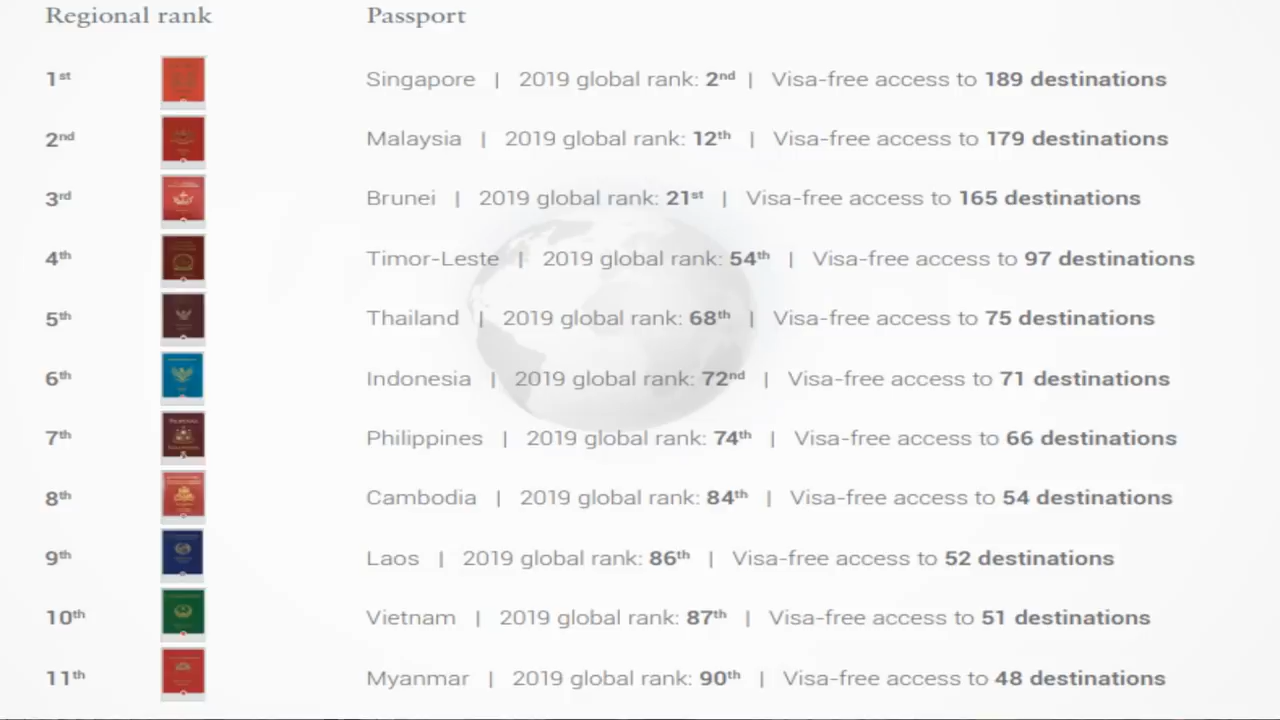 Regional rank Passport
1st Singapore | 2019 global rank: 2nd | Visa-free access to 189 destinations
2nd Malaysia | 2019 global rank: 12th | Visa-free access to 179 destinations
3rd Brunei | 2019 global rank: 21st | Visa-free access to 165 destinations
4th Timor-Leste | 2019 global rank: 54th | Visa-free access to 97 destinations
5th Thailand | 2019 global rank: 68th | Visa-free access to 75 destinations
6th Indonesia | 2019 global rank: 72nd | Visa-free access to 71 destinations
7th Philippines | 2019 global rank: 74th | Visa-free access to 66 destinations
8th Cambodia | 2019 global rank: 84th | Visa-free access to 54 destinations
9th Laos | 2019 global rank: 86th | Visa-free access to 52 destinations
10th Vietnam | 2019 global rank: 87th | Visa-free access to 51 destinations
11th Myanmar | 2019 global rank: 90th | Visa-free access to 48 destinations